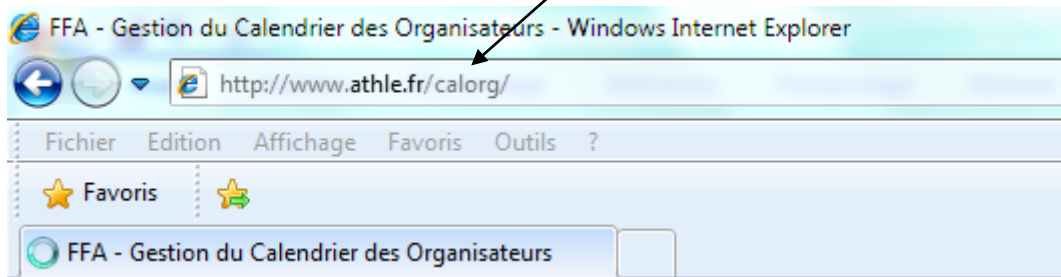 FFA - Gestion du Calendrier des Organisateurs - Windows Internet Explorer
http://www.athle.fr/calorg/
Fichier Edition Affichage Favoris Outils ?
Favoris
FFA - Gestion du Calendrier des Organisateurs